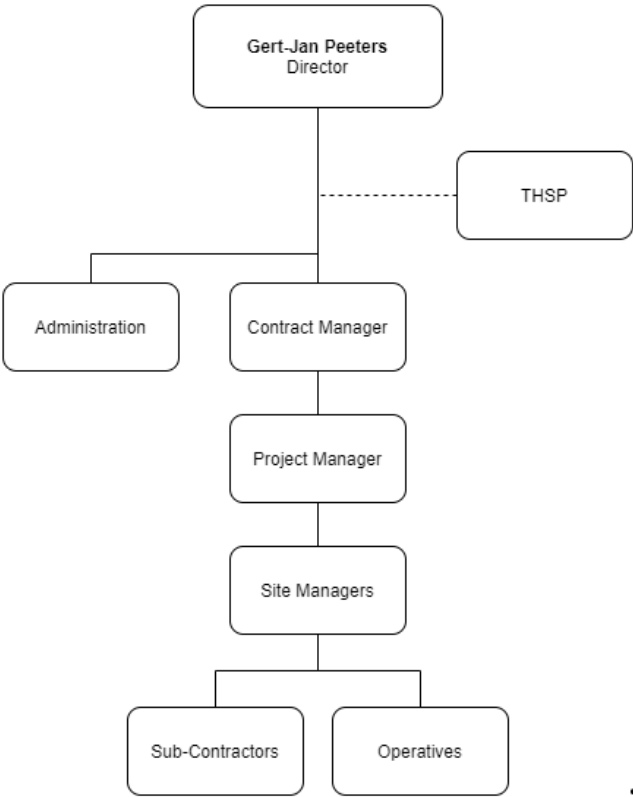 Gert-Jan Peeters
Director
THSP
Administration
Contract Manager
Project Manager
Site Managers
Sub-Contractors
Operatives